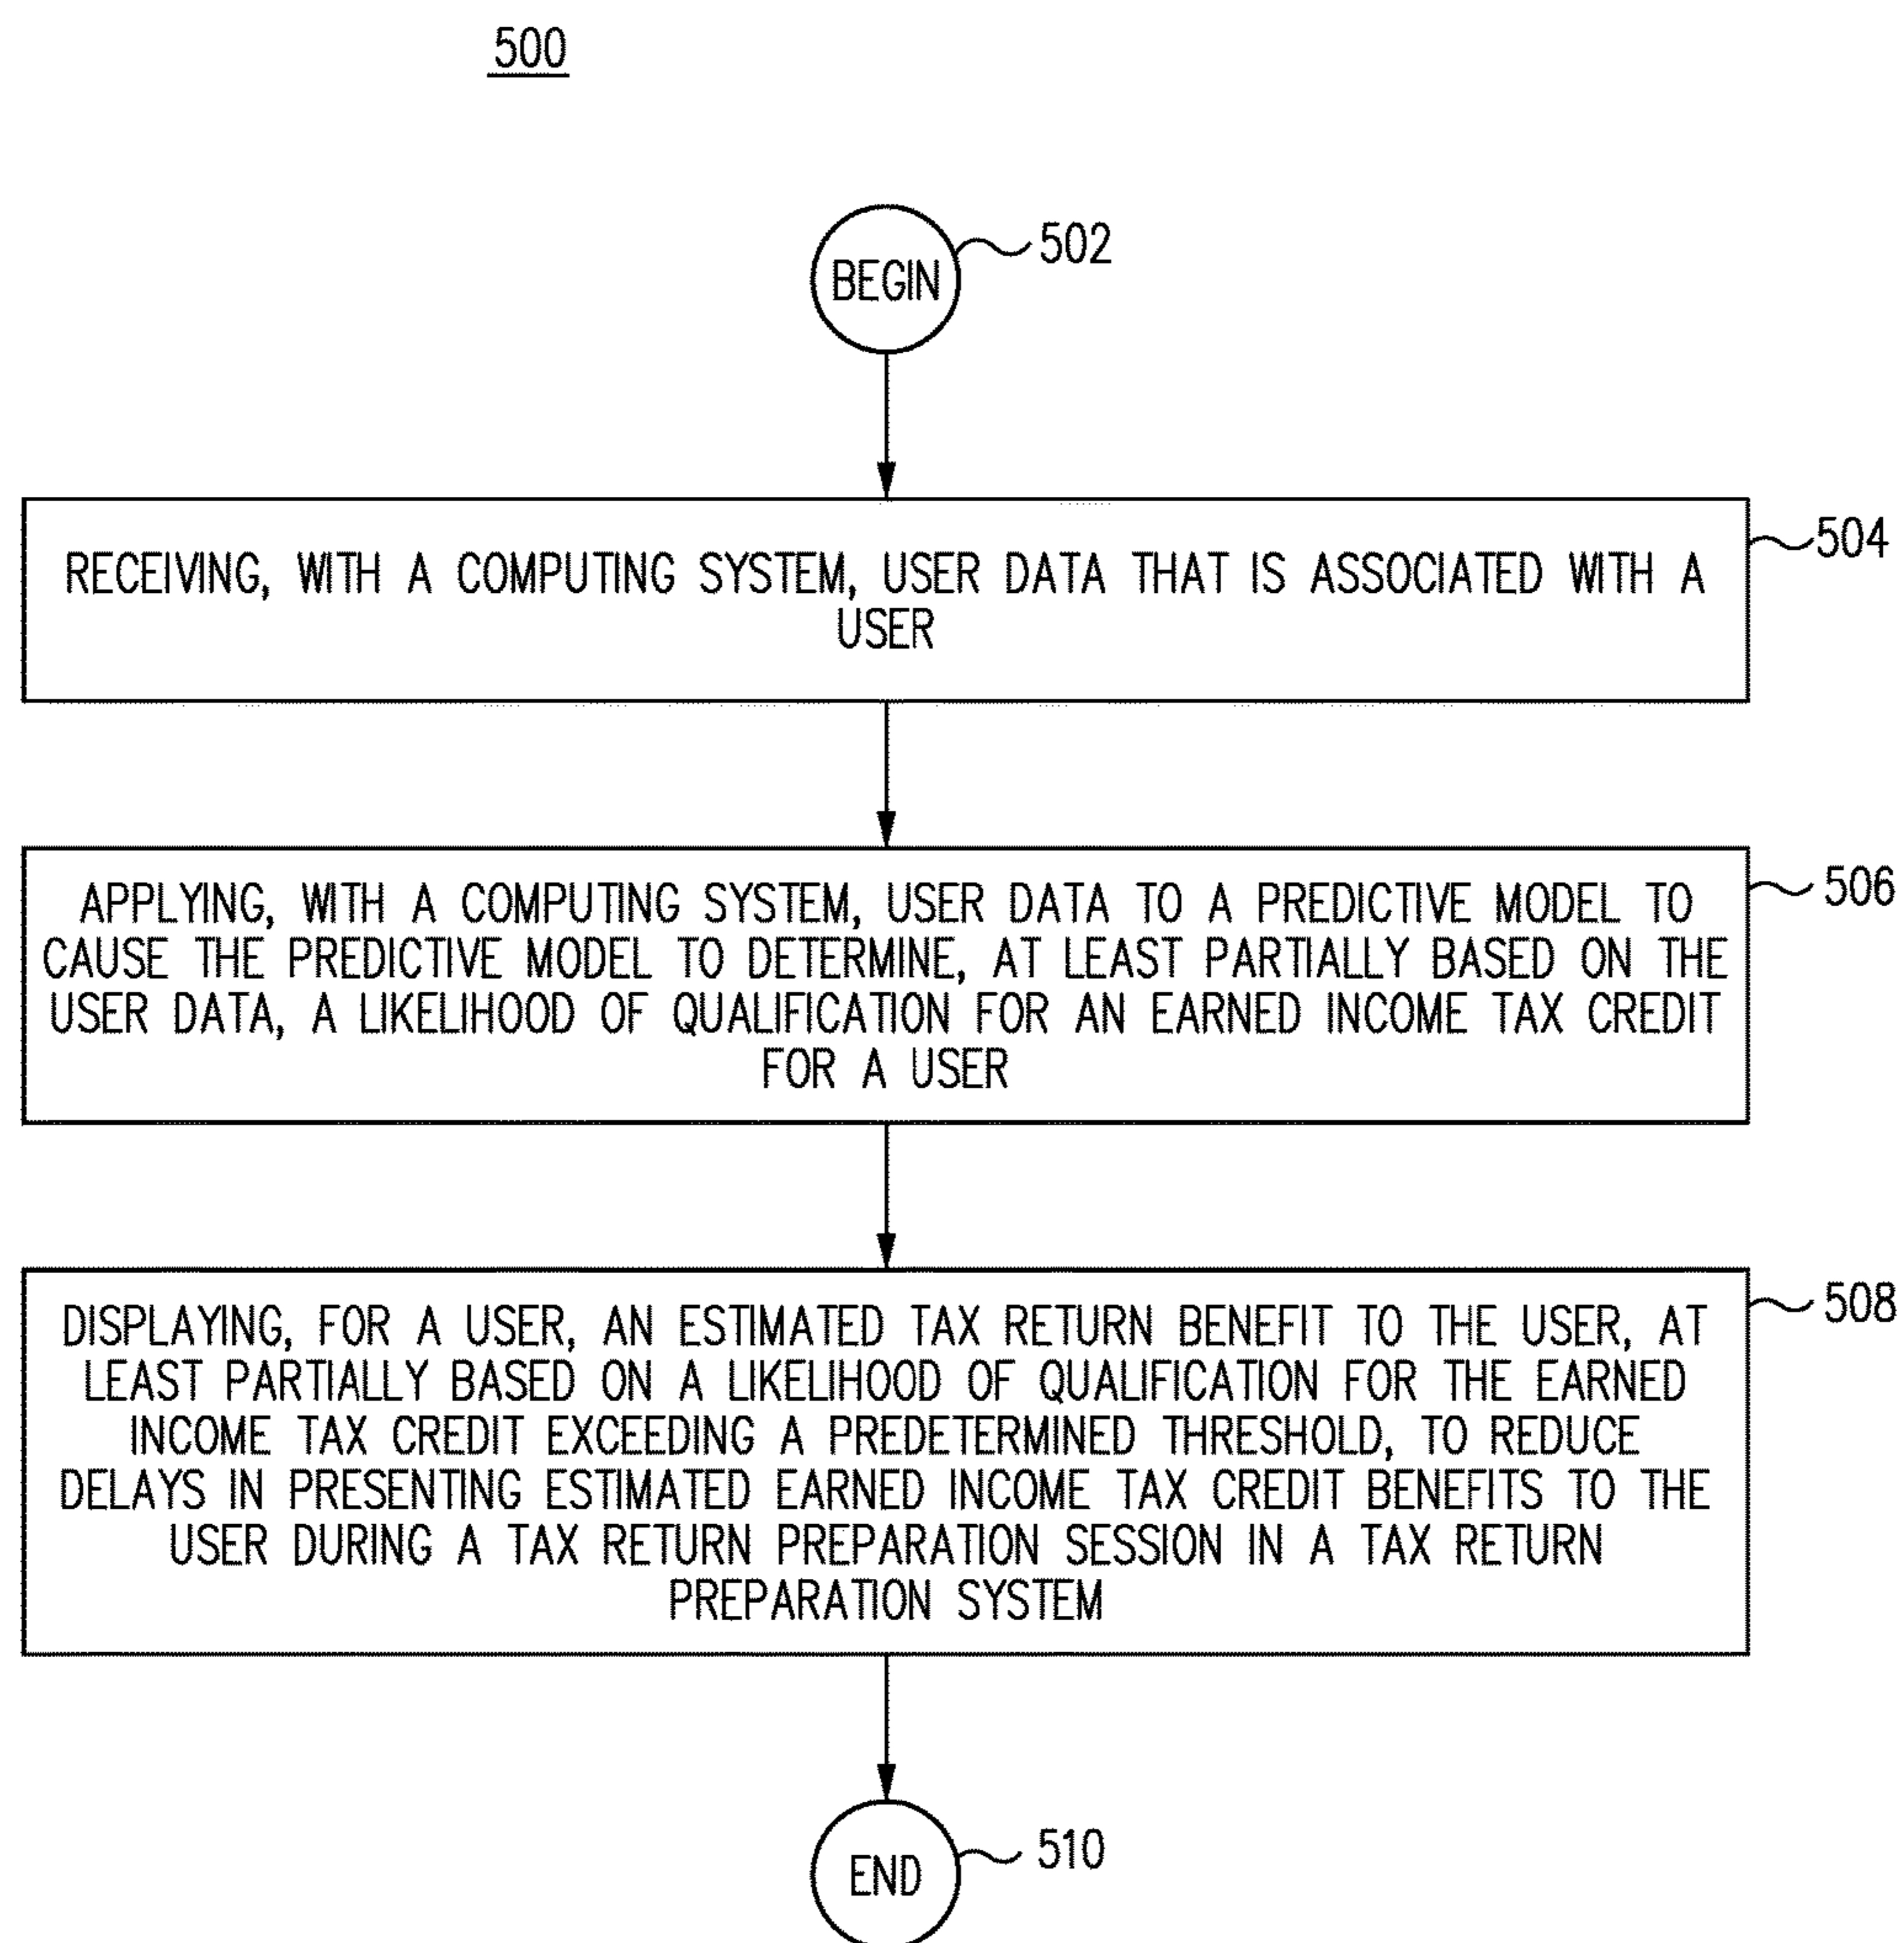 500
BEGIN
502
RECEIVING, WITH A COMPUTING SYSTEM, USER DATA THAT IS ASSOCIATED WITH A
USER
504
APPLYING, WITH A COMPUTING SYSTEM, USER DATA TO A PREDICTIVE MODEL TO
CAUSE THE PREDICTIVE MODEL TO DETERMINE, AT LEAST PARTIALLY BASED ON THE
USER DATA, A LIKELIHOOD OF QUALIFICATION FOR AN EARNED INCOME TAX CREDIT
FOR A USER
506
DISPLAYING, FOR A USER, AN ESTIMATED TAX RETURN BENEFIT TO THE USER, AT
LEAST PARTIALLY BASED ON A LIKELIHOOD OF QUALIFICATION FOR THE EARNED
INCOME TAX CREDIT EXCEEDING A PREDETERMINED THRESHOLD, TO REDUCE
DELAYS IN PRESENTING ESTIMATED EARNED INCOME TAX CREDIT BENEFITS TO THE
USER DURING A TAX RETURN PREPARATION SESSION IN A TAX RETURN
PREPARATION SYSTEM
508
END
510